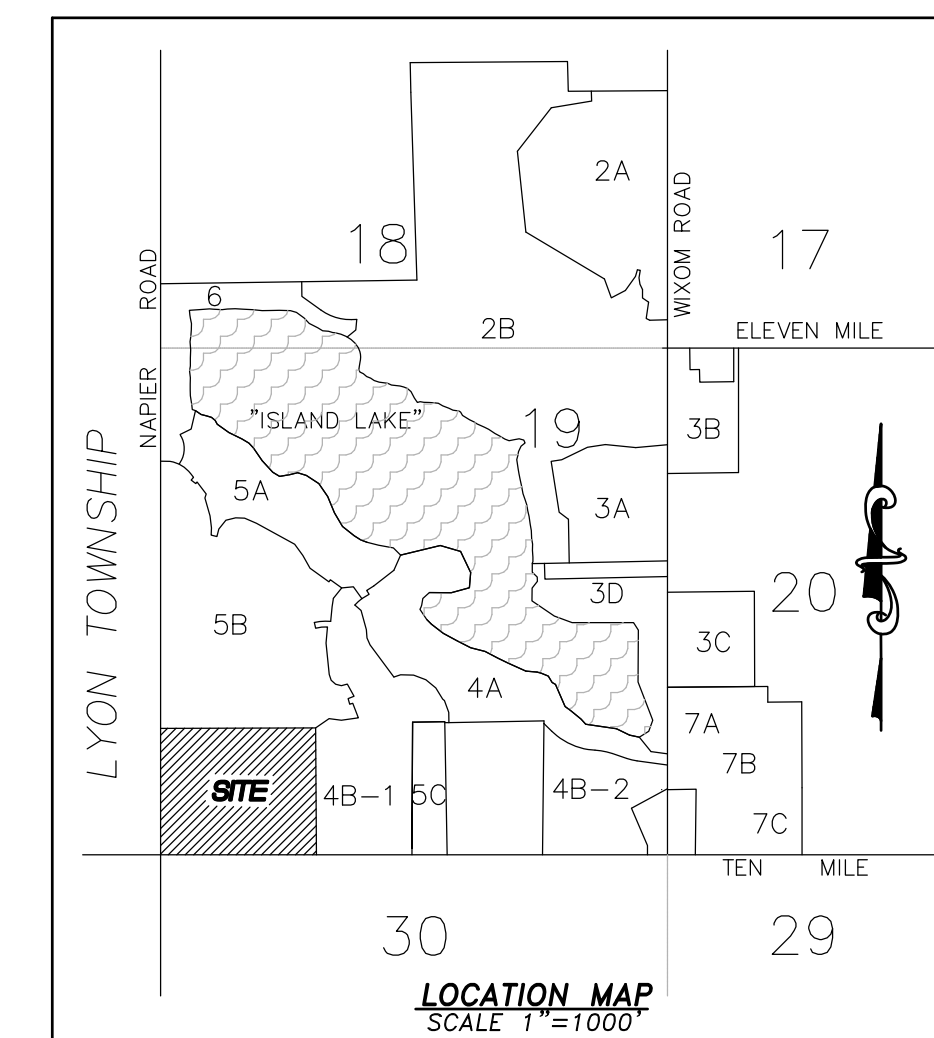 2A
WIXOM ROAD
18
17
NAPIER ROAD
6
2B
ELEVEN MILE
"ISLAND LAKE"
19
3B
LYON TOWNSHIP
5A
3A
20
3D
5B
3C
4A
7A
7B
SITE
4B-1
5C
4B-2
7C
TEN MILE
30
29
LOCATION MAP
SCALE 1"=1000'